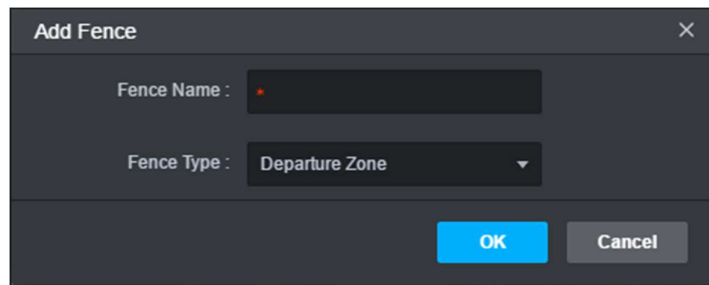 Add Fence
Fence Name : *
Fence Type : Departure Zone
OK Cancel